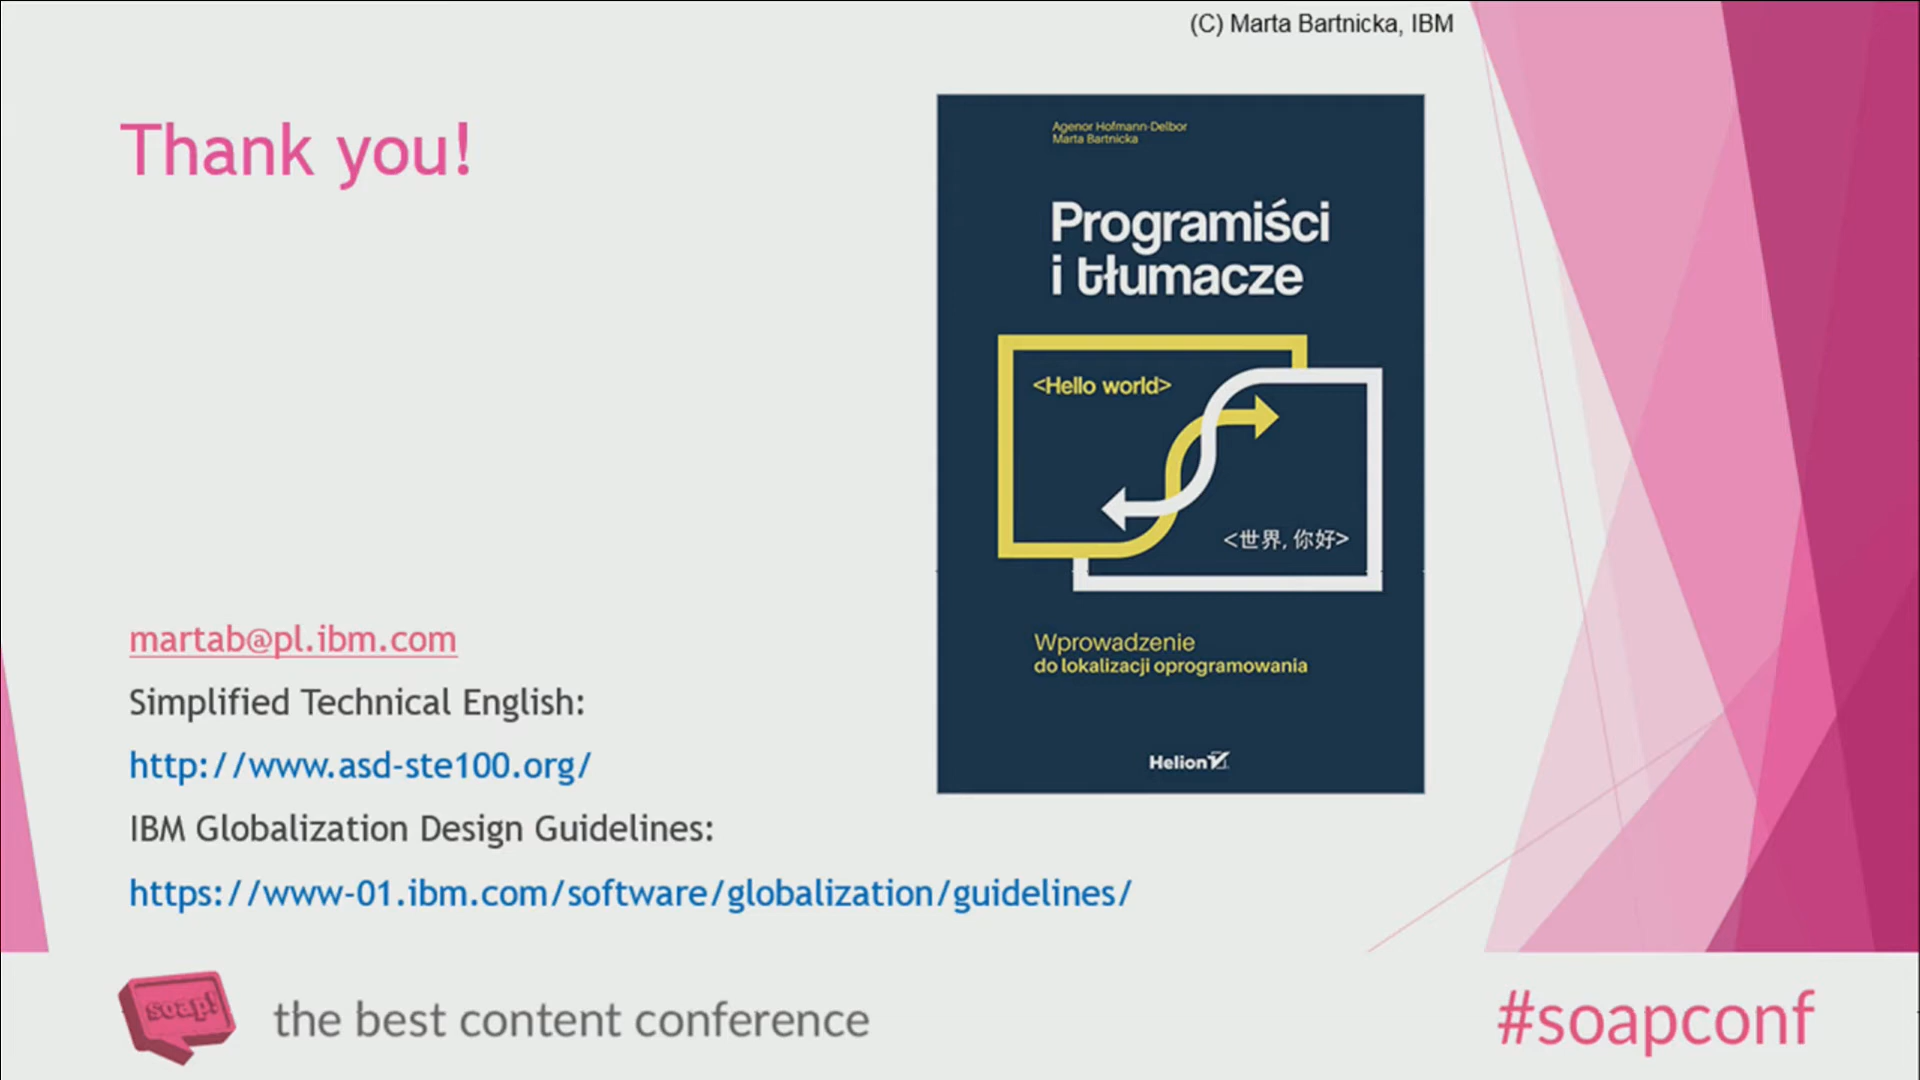 (C) Marta Bartnicka, IBM
Thank you!
Agenor Hofmann-Delbor
Marta Bartnicka
Programiści
i tłumacze
<Hello world>
<世界, 你好>
Wprowadzenie
do lokalizacji oprogramowania
Helion
martab@pl.ibm.com
Simplified Technical English:
http://www.asd-ste100.org/
IBM Globalization Design Guidelines:
https://www-01.ibm.com/software/globalization/guidelines/
soap!
the best content conference
#soapconf